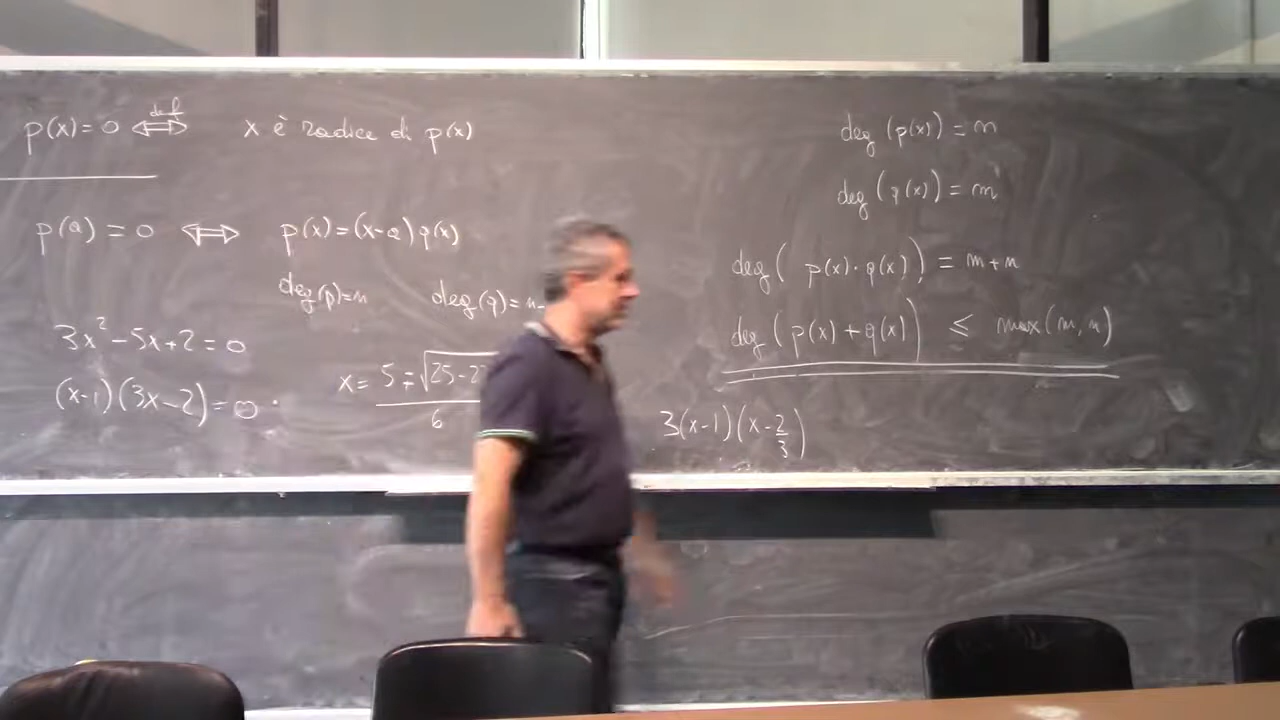 p(x)=0 ⟺ def x è radice di p(x)
p(a)=0 ⟺ p(x)=(x-a)q(x)
deg(p)=n deg(q)=n-
3x²-5x+2=0
(x-1)(3x-2)=0.
x= 5∓√25-2
6
deg(p(x))=n
deg(q(x))=m
deg(p(x)·q(x))=m+n
deg(p(x)+q(x)) ≤ max(m,n)
3(x-1)(x-2/3)